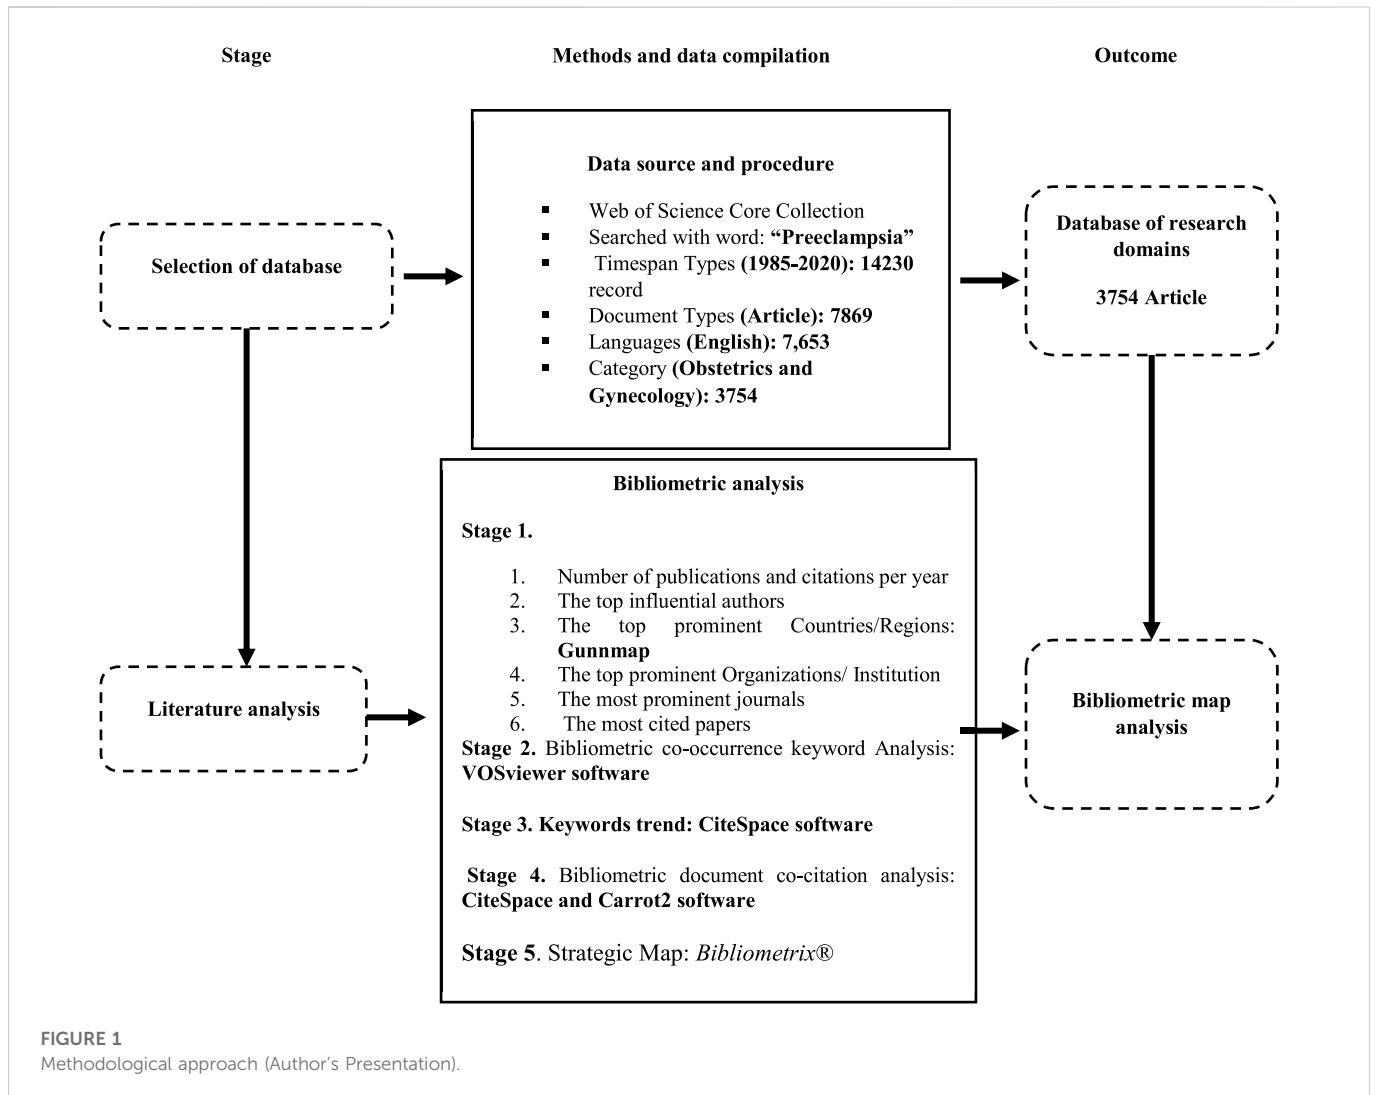 Stage
Methods and data compilation
Outcome
Data source and procedure
▪ Web of Science Core Collection
▪ Searched with word: “Preeclampsia”
▪ Timespan Types (1985-2020): 14230
record
▪ Document Types (Article): 7869
▪ Languages (English): 7,653
▪ Category (Obstetrics and
Gynecology): 3754
Selection of database
Database of research
domains
3754 Article
Bibliometric analysis
Stage 1.
1. Number of publications and citations per year
2. The top influential authors
3. The top prominent Countries/Regions:
Gunnmap
4. The top prominent Organizations/ Institution
5. The most prominent journals
6. The most cited papers
Stage 2. Bibliometric co-occurrence keyword Analysis:
VOSviewer software
Stage 3. Keywords trend: CiteSpace software
Stage 4. Bibliometric document co-citation analysis:
CiteSpace and Carrot2 software
Stage 5. Strategic Map: Bibliometrix®
Literature analysis
Bibliometric map
analysis
FIGURE 1
Methodological approach (Author’s Presentation).